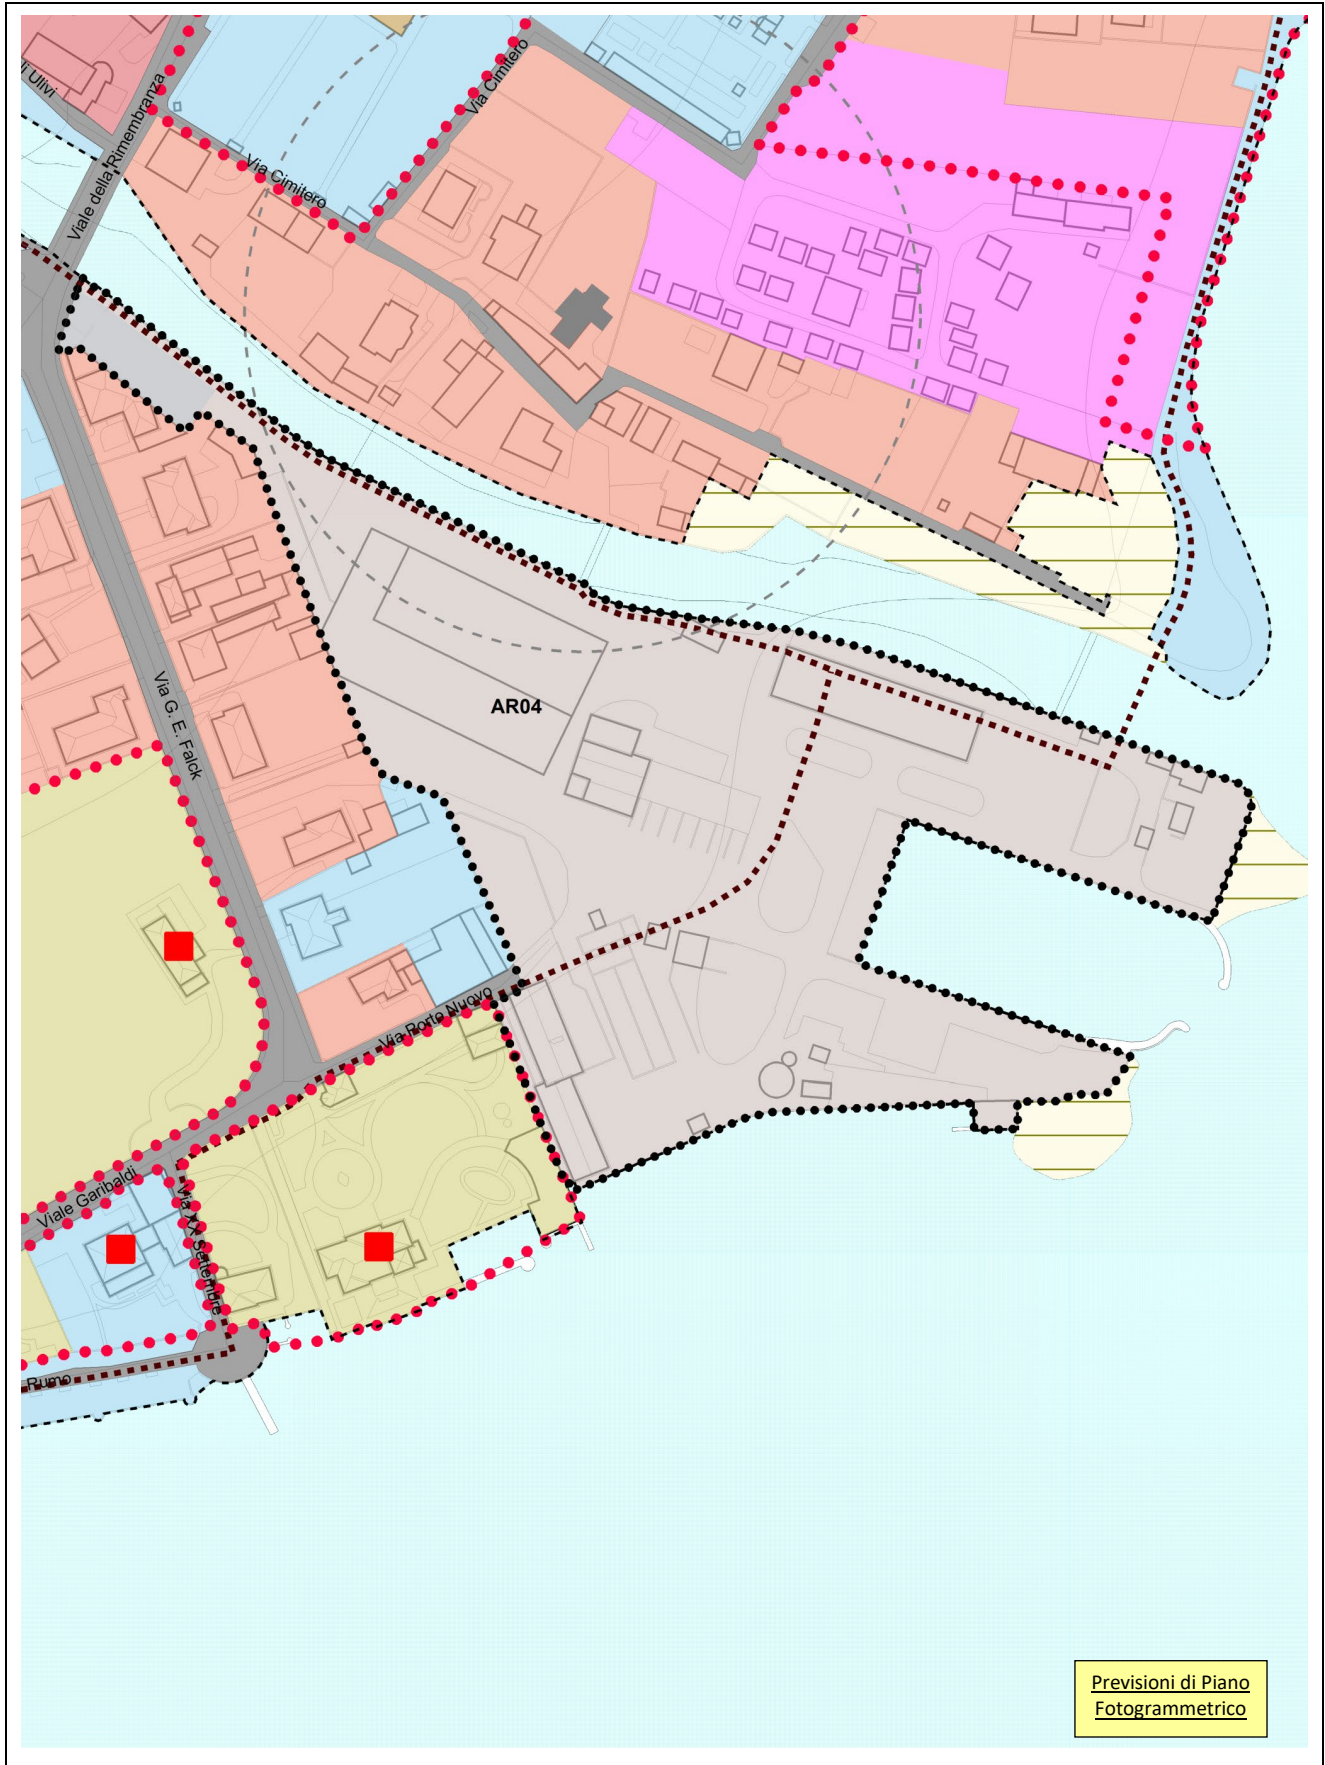 li Ulivi
Viale della Rimembranza
Via Cimitero
Via Cimitero
Via G. E. Falck
AR04
Via Porto Nuovo
Viale Garibaldi
Via XX Settembre
Rumo
Previsioni di Piano
Fotogrammetrico